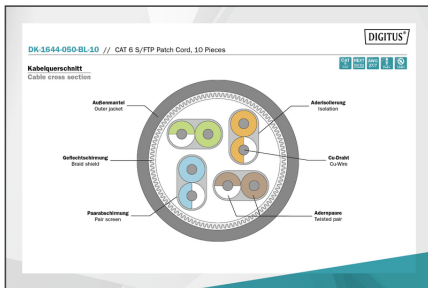 DIGITUS®
DK-1644-050-BL-10 // CAT 6 S/FTP Patch Cord, 10 Pieces
Kabelquerschnitt
Cable cross section
Außenmantel
Outer jacket
Aderisolierung
Isolation
Geflechtschirmung
Braid shield
Cu-Draht
Cu-Wire
Paarabschirmung
Pair screen
Adernpaare
Twisted pair